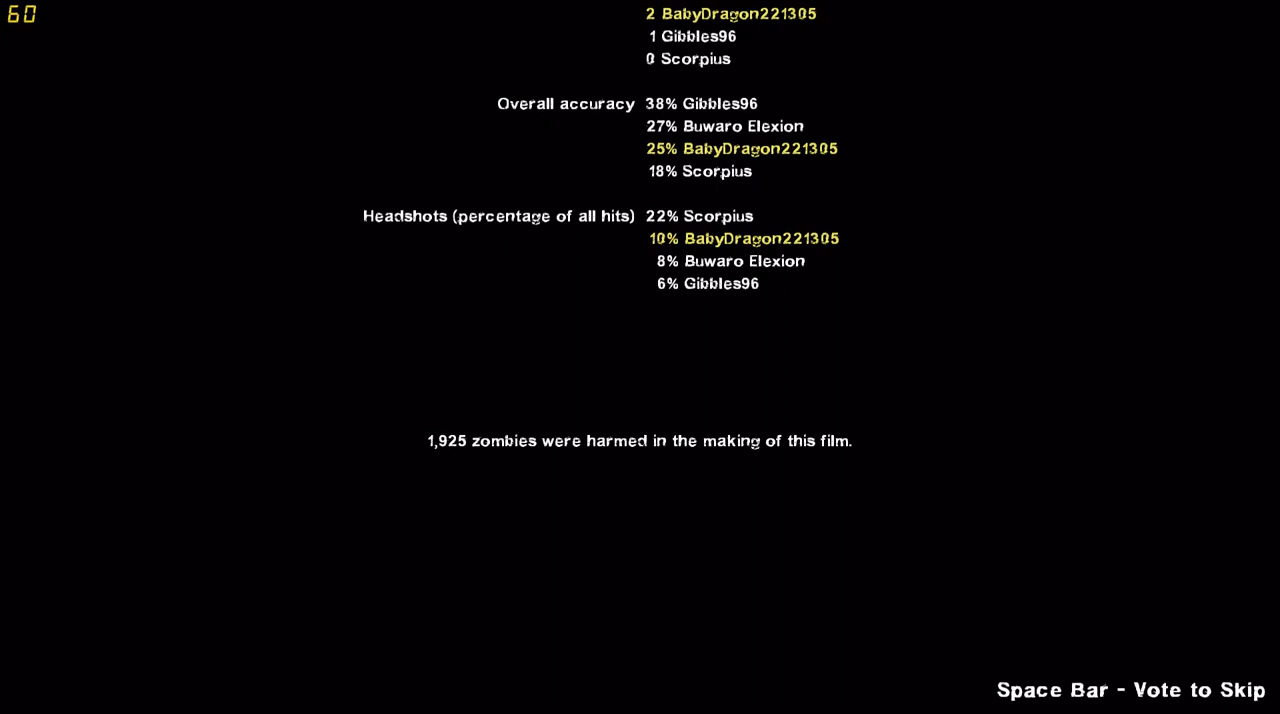 60
2 BabyDragon221305
1 Gibbles96
0 Scorpius
Overall accuracy 38% Gibbles96
27% Buwaro Elexion
25% BabyDragon221305
18% Scorpius
Headshots (percentage of all hits) 22% Scorpius
10% BabyDragon221305
8% Buwaro Elexion
6% Gibbles96
1,925 zombies were harmed in the making of this film.
Space Bar - Vote to Skip